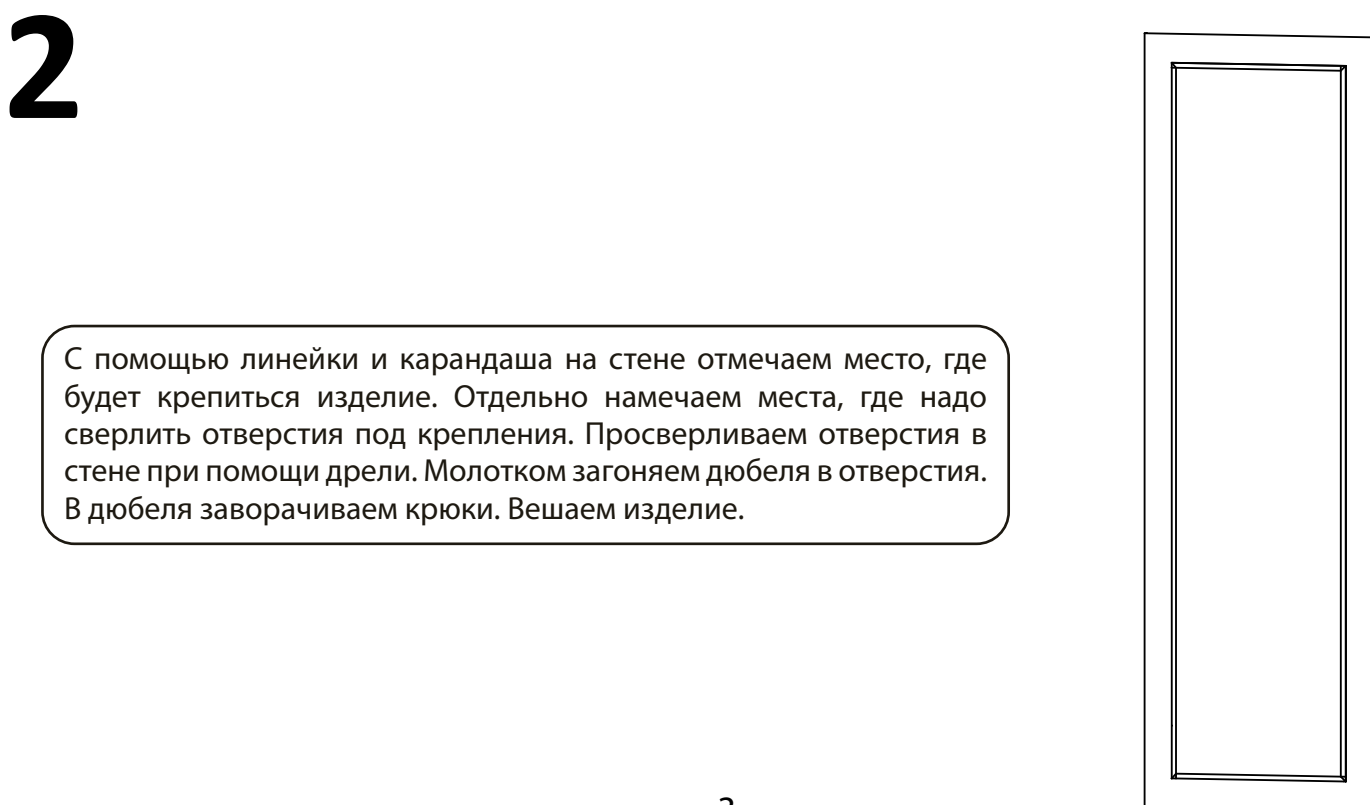 2
С помощью линейки и карандаша на стене отмечаем место, где
будет крепиться изделие. Отдельно намечаем места, где надо
сверлить отверстия под крепления. Просверливаем отверстия в
стене при помощи дрели. Молотком загоняем дюбеля в отверстия.
В дюбеля заворачиваем крюки. Вешаем изделие.